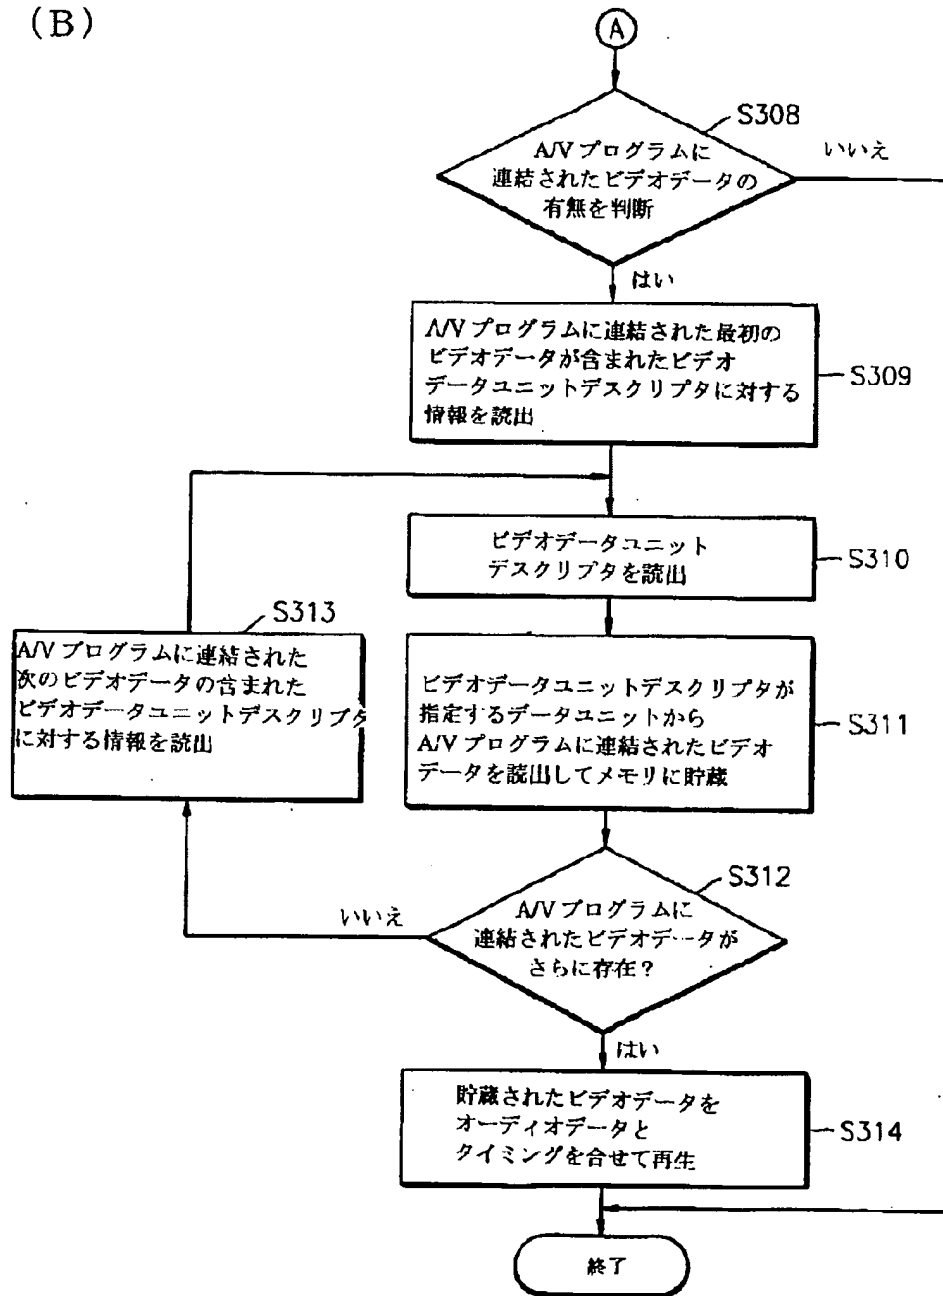 (B)
A
S308
A/Vプログラムに
連結されたビデオデータの
有無を判断
いいえ
はい
A/Vプログラムに連結された最初の
ビデオデータが含まれたビデオ
データユニットデスクリプタに対する
情報を読出
S309
ビデオデータユニット
デスクリプタを読出
S310
S313
A/Vプログラムに連結された
次のビデオデータの含まれた
ビデオデータユニットデスクリプタ
に対する情報を読出
ビデオデータユニットデスクリプタが
指定するデータユニットから
A/Vプログラムに連結されたビデオ
データを読出してメモリに貯蔵
S311
S312
A/Vプログラムに
連結されたビデオデータが
さらに存在?
いいえ
はい
貯蔵されたビデオデータを
オーディオデータと
タイミングを合せて再生
S314
終了